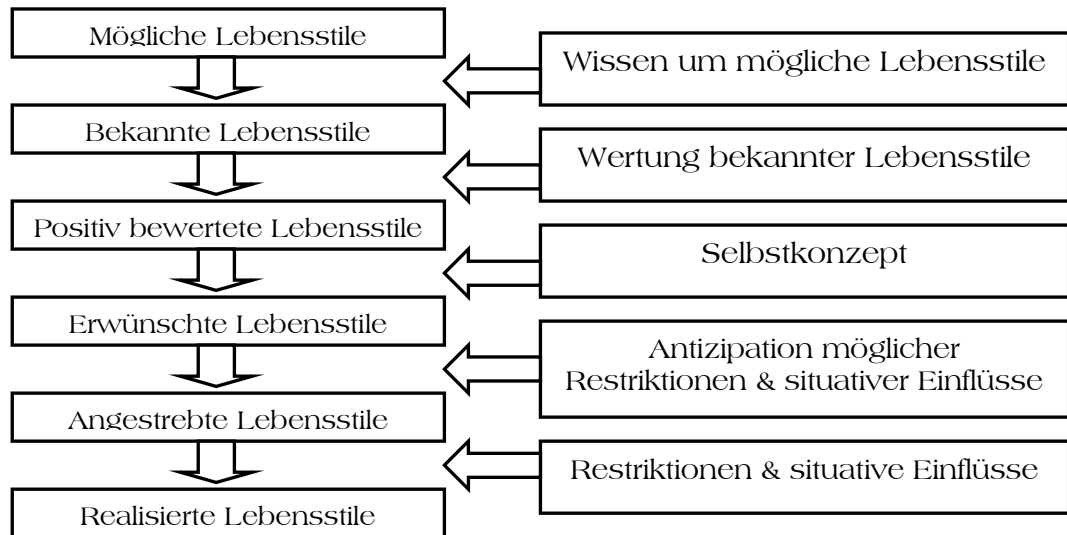 Mögliche Lebensstile
Wissen um mögliche Lebensstile
Bekannte Lebensstile
Wertung bekannter Lebensstile
Positiv bewertete Lebensstile
Selbstkonzept
Erwünschte Lebensstile
Antizipation möglicher
Restriktionen & situativer Einflüsse
Angestrebte Lebensstile
Restriktionen & situative Einflüsse
Realisierte Lebensstile